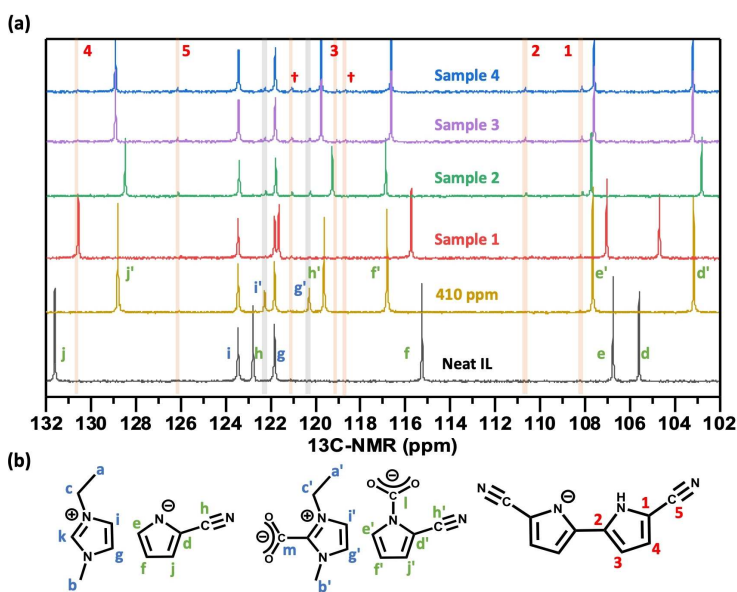 (a)
4 5 † 3 † 2 1
Sample 4
Sample 3
Sample 2
Sample 1
j' i' g' h' f' e' d'
410 ppm
j i h g f e d
Neat IL
132 130 128 126 124 122 120 118 116 114 112 110 108 106 104 102
13C-NMR (ppm)
(b)
a c N ⊕ i k N g b
N ⊖ e h N d f j
a' c' N ⊕ i' O O ⊖ m N g' b'
⊖ O O l N e' h' N d' f' j'
N N ⊖ H N 1 2 3 4 5 N